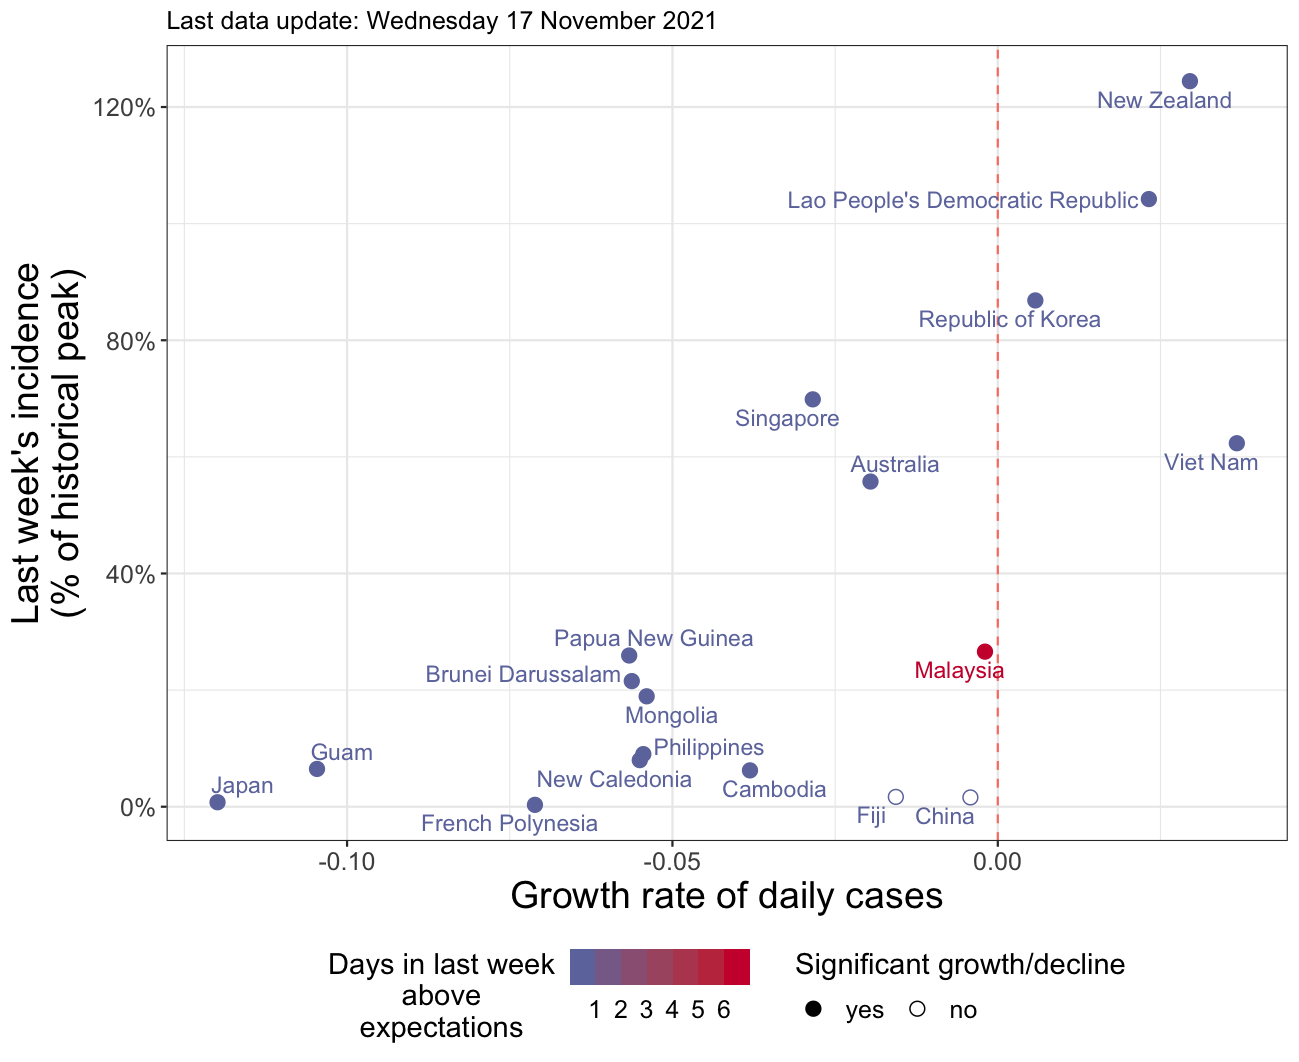 Last data update: Wednesday 17 November 2021
Last week's incidence
(% of historical peak)
120%
80%
40%
0%
New Zealand
Lao People's Democratic Republic
Republic of Korea
Singapore
Australia
Viet Nam
Papua New Guinea
Malaysia
Brunei Darussalam
Mongolia
Philippines
Guam
New Caledonia
Japan
Cambodia
French Polynesia
Fiji
China
-0.10
-0.05
0.00
Growth rate of daily cases
Days in last week
above
expectations
1 2 3 4 5 6
Significant growth/decline
yes no